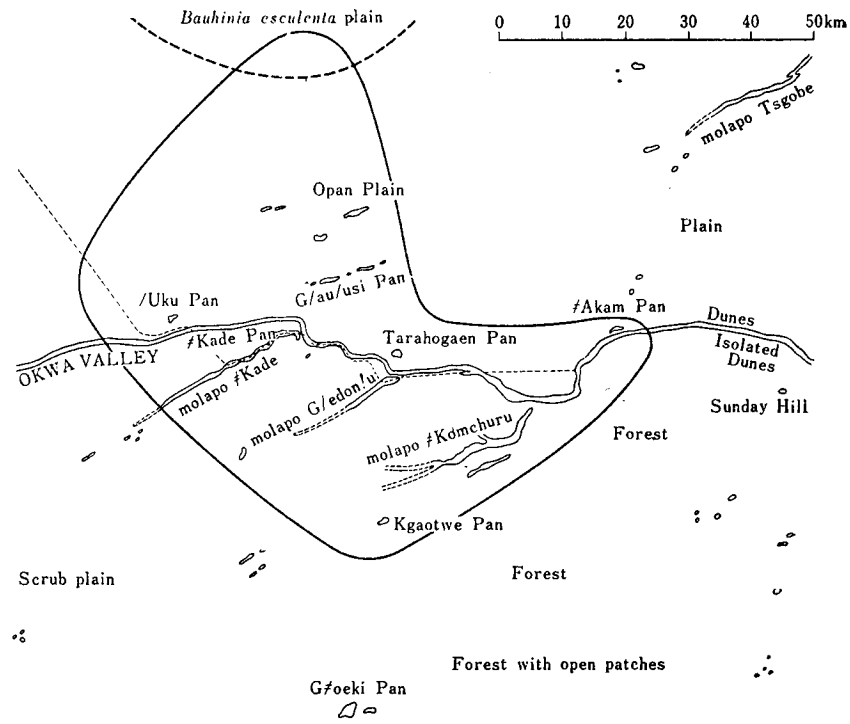 Bauhinia esculenta plain
0 10 20 30 40 50km
molapo Tsgobe
Opan Plain
Plain
G/au/usi Pan
/Uku Pan
≠Akam Pan
≠Kade Pan
Tarahogaen Pan
Dunes
Isolated
Dunes
OKWA VALLEY
molapo ≠Kade
Sunday Hill
molapo G/edon!u
Forest
molapo ≠Komchuru
Kgaotwe Pan
Scrub plain
Forest
Forest with open patches
G≠oeki Pan